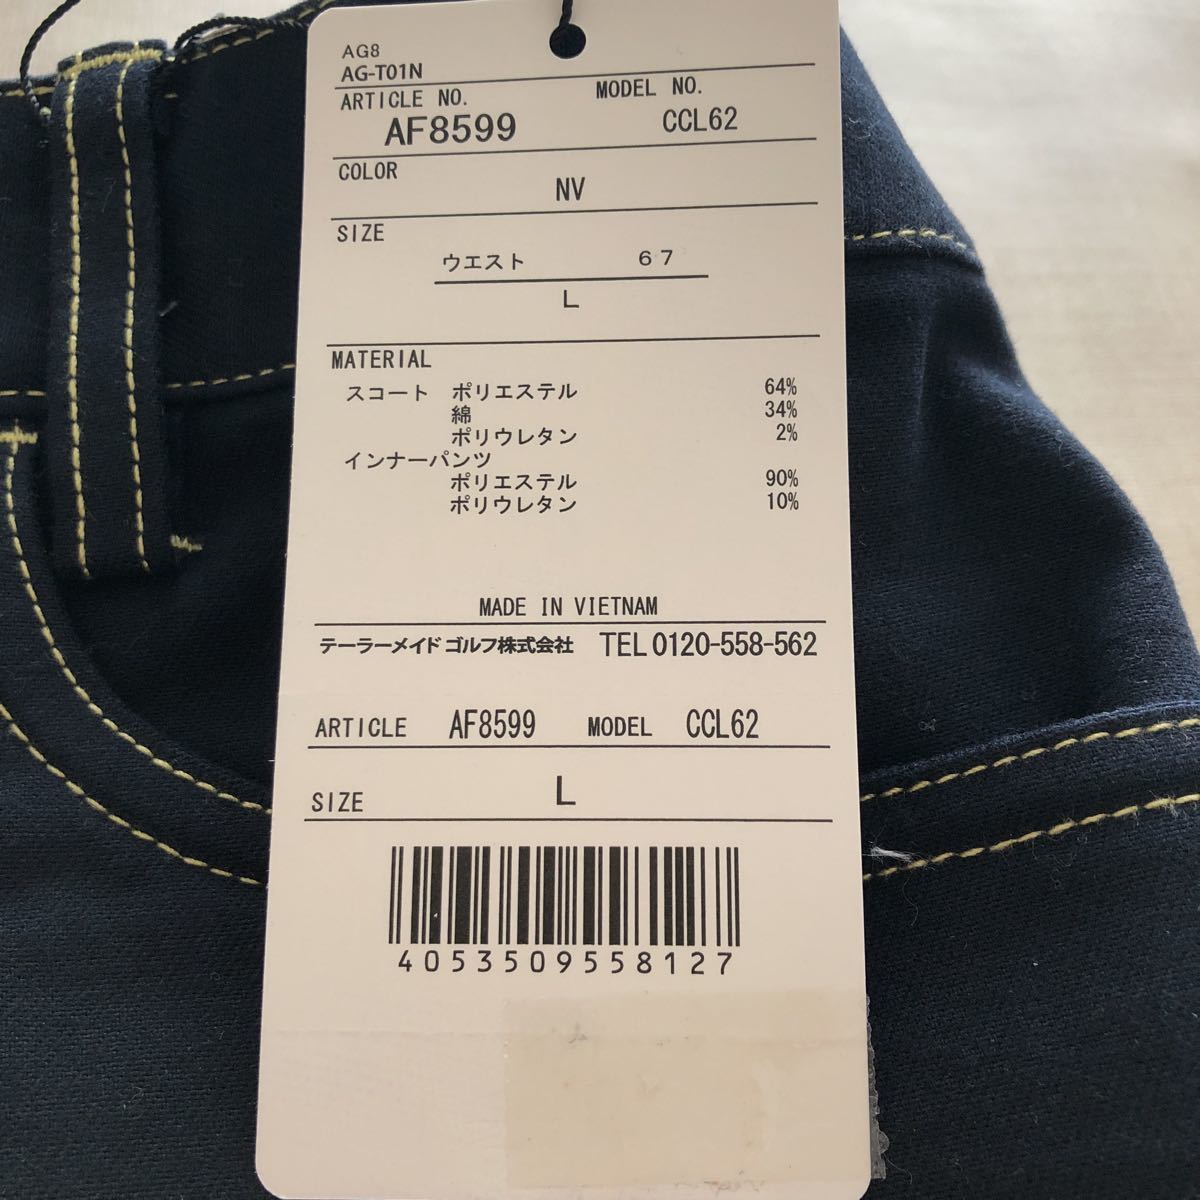 AG8
AG-T01N
ARTICLE NO. MODEL NO.
AF8599 CCL62
COLOR
NV
SIZE
ウエスト 67
L
MATERIAL
スコート ポリエステル 64%
綿 34%
ポリウレタン 2%
インナーパンツ
ポリエステル 90%
ポリウレタン 10%
MADE IN VIETNAM
テーラーメイド ゴルフ株式会社 TEL 0120-558-562
ARTICLE AF8599 MODEL CCL62
SIZE L
4053509558127